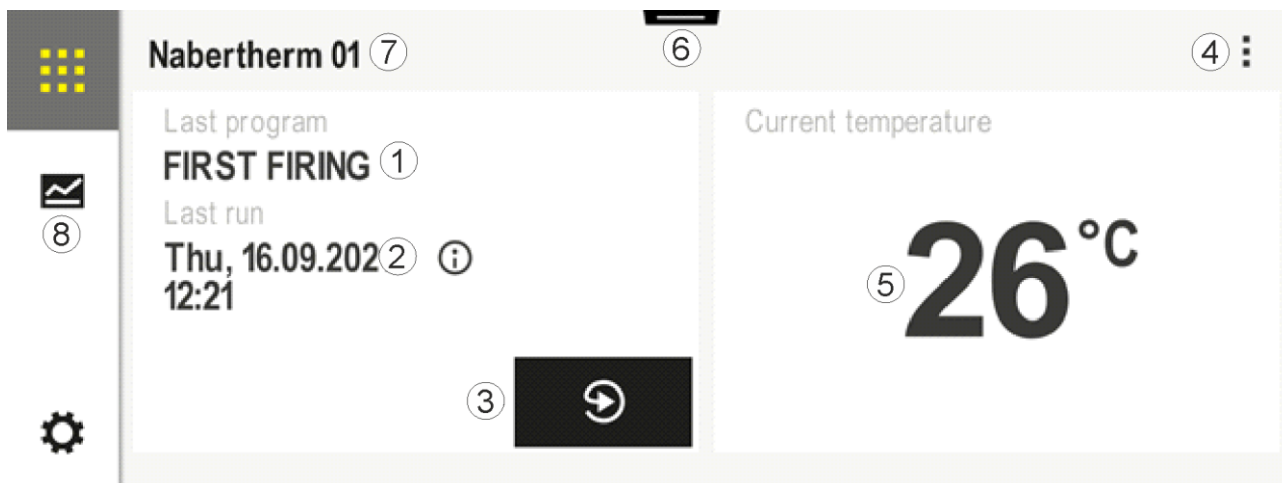 Nabertherm 01 7
6
4
Last program
FIRST FIRING 1
Last run
Thu, 16.09.202 2
12:21
3
Current temperature
5 26 °C
8